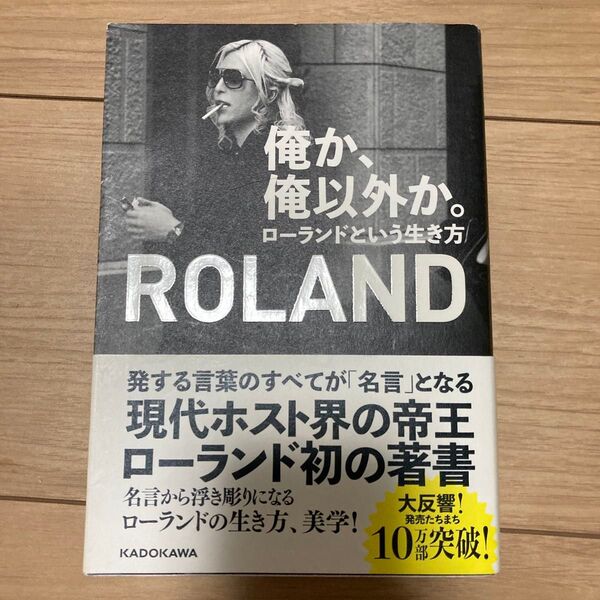 俺か、
俺以外か。
ローランドという生き方
ROLAND
発する言葉のすべてが「名言」となる
現代ホスト界の帝王
ローランド初の著書
名言から浮き彫りになる
ローランドの生き方、美学!
大反響!
発売たちまち
10万部突破!
KADOKAWA